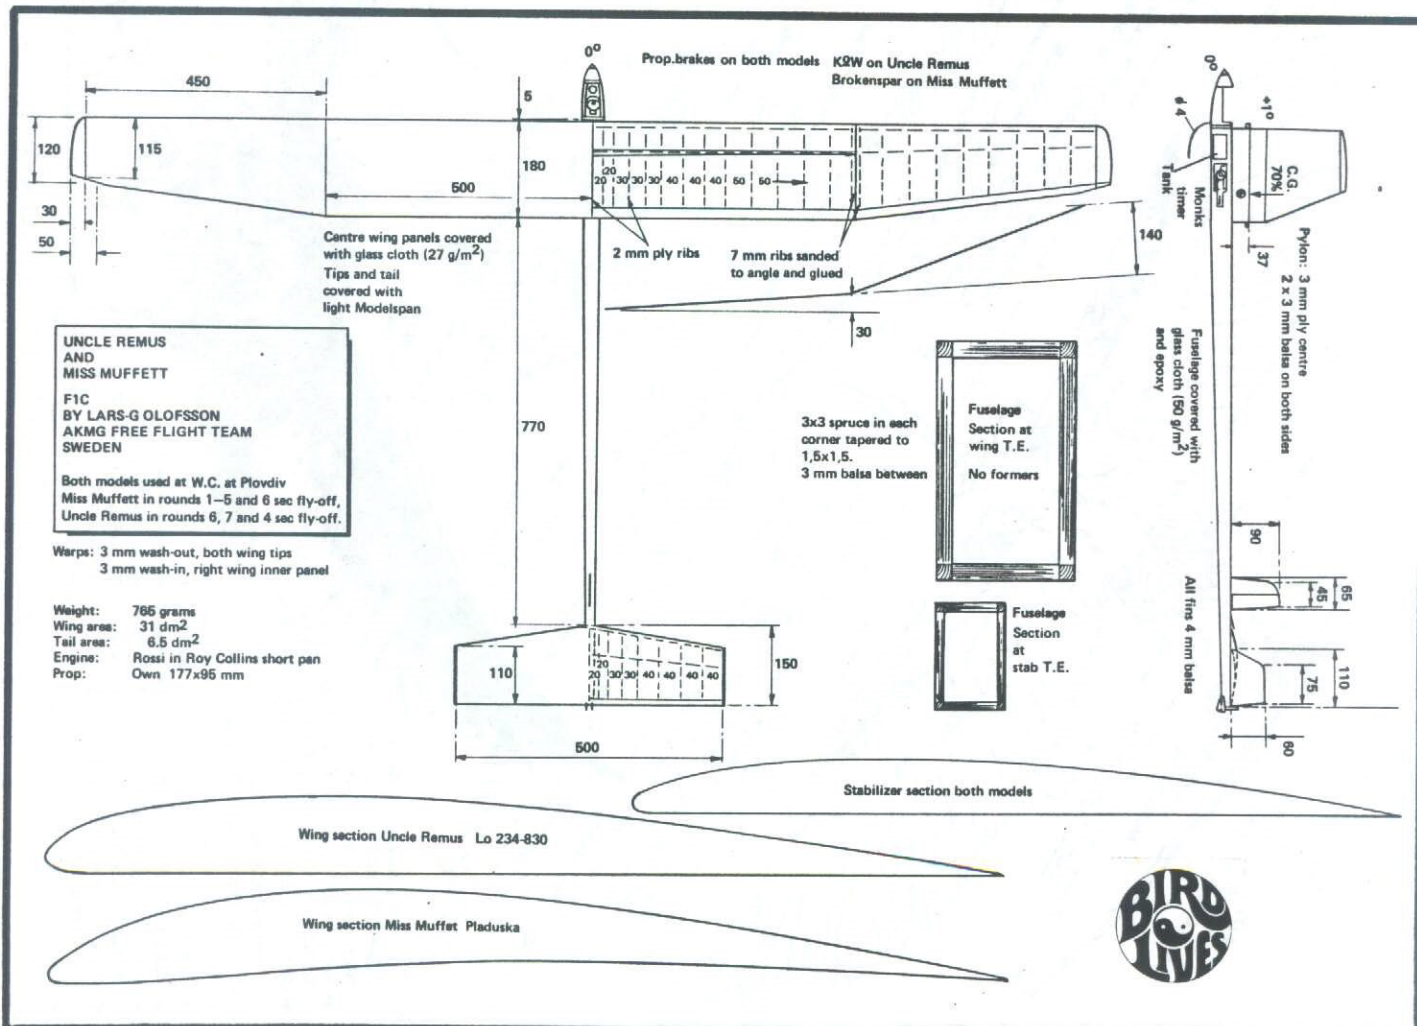 0°
Prop.brakes on both models KΩW on Uncle Remus
Brokenspar on Miss Muffett
450
5
120
115
180
500
30
50
20
20 30 30 30 40 40 40 50 50
2 mm ply ribs
7 mm ribs sanded
to angle and glued
140
30
Centre wing panels covered
with glass cloth (27 g/m2)
Tips and tail
covered with
light Modelspan
UNCLE REMUS
AND
MISS MUFFETT
F1C
BY LARS-G OLOFSSON
AKMG FREE FLIGHT TEAM
SWEDEN
Both models used at W.C. at Plovdiv
Miss Muffett in rounds 1–5 and 6 sec fly-off,
Uncle Remus in rounds 6, 7 and 4 sec fly-off.
Warps: 3 mm wash-out, both wing tips
3 mm wash-in, right wing inner panel
Weight: 765 grams
Wing area: 31 dm2
Tail area: 6.5 dm2
Engine: Rossi in Roy Collins short pan
Prop: Own 177x95 mm
770
110
20
20 30 30 40 40 40 40
150
500
3x3 spruce in each
corner tapered to
1,5x1,5.
3 mm balsa between
Fuselage
Section at
wing T.E.
No formers
Fuselage
Section
at
stab T.E.
0°
ø 4
+1°
C.G.
70%
Tank
Monks
timer
37
Pylon: 3 mm ply centre
2 x 3 mm balsa on both sides
Fuselage covered with
glass cloth (50 g/m2)
and epoxy
90
45
65
All fins 4 mm balsa
75
110
60
Stabilizer section both models
Wing section Uncle Remus Lo 234-830
Wing section Miss Muffet Pladuska
BIRD
LIVES